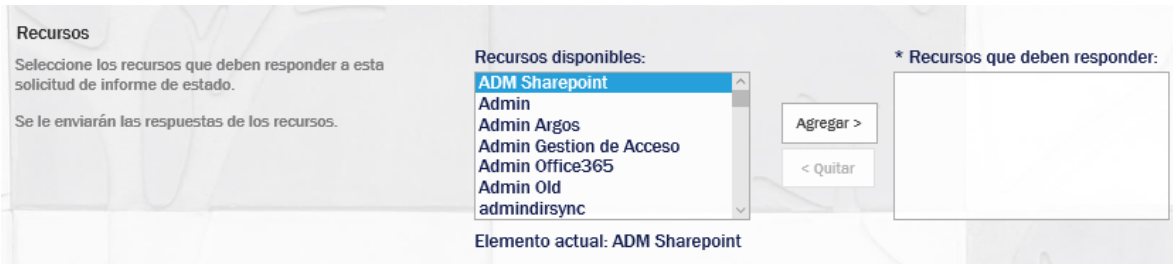 Recursos
Seleccione los recursos que deben responder a esta
solicitud de informe de estado.
Se le enviarán las respuestas de los recursos.
Recursos disponibles:
ADM Sharepoint
Admin
Admin Argos
Admin Gestion de Acceso
Admin Office365
Admin Old
admindirsync
Elemento actual: ADM Sharepoint
Agregar >
< Quitar
* Recursos que deben responder: